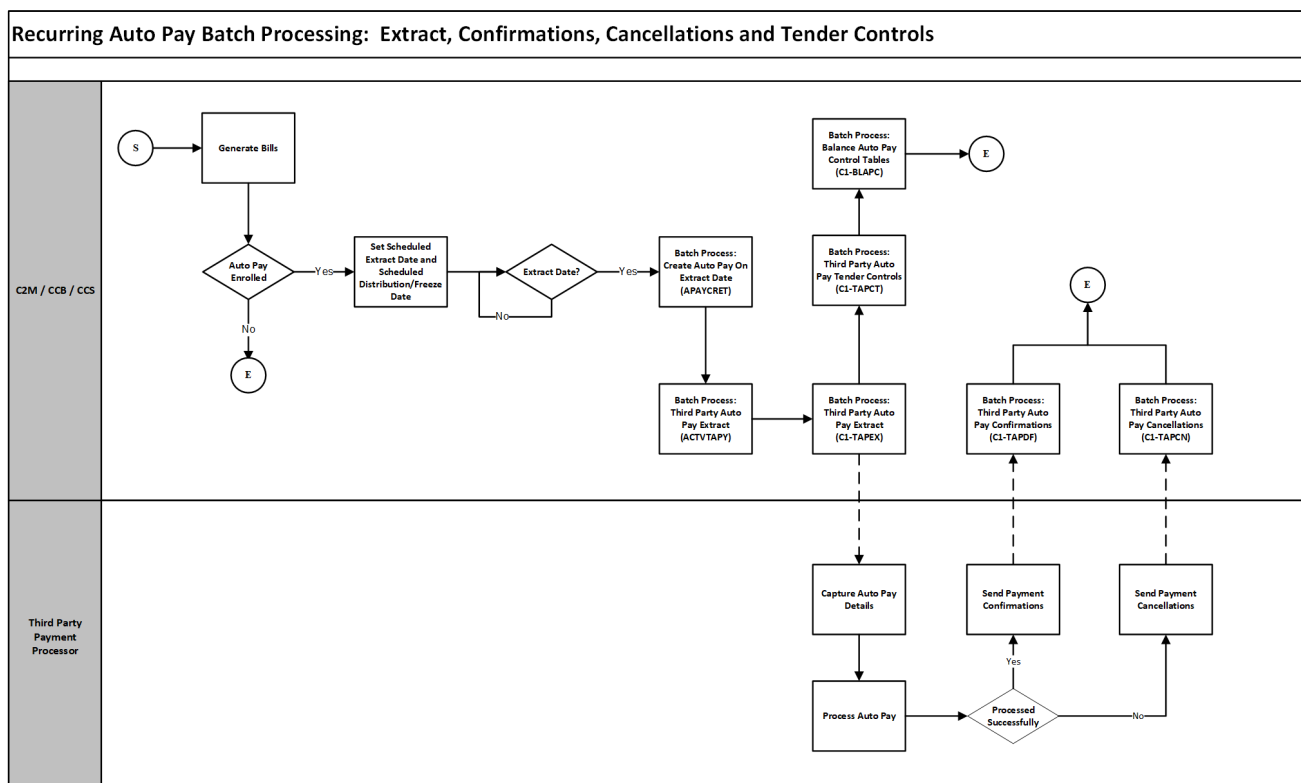 Recurring Auto Pay Batch Processing: Extract, Confirmations, Cancellations and Tender Controls
C2M / CCB / CCS
S
Generate Bills
Auto Pay
Enrolled
Yes
No
E
Set Scheduled
Extract Date and
Scheduled
Distribution/Freeze
Date
Extract Date?
No
Yes
Batch Process:
Create Auto Pay On
Extract Date
(APAYCRET)
Batch Process:
Third Party Auto
Pay Extract
(ACTVTAPY)
Batch Process:
Third Party Auto
Pay Extract
(C1-TAPEX)
Batch Process:
Third Party Auto
Pay Tender Controls
(C1-TAPCT)
Batch Process:
Balance Auto Pay
Control Tables
(C1-BLAPC)
E
E
Batch Process:
Third Party Auto
Pay Confirmations
(C1-TAPDF)
Batch Process:
Third Party Auto
Pay Cancellations
(C1-TAPCN)
Third Party
Payment
Processor
Capture Auto Pay
Details
Process Auto Pay
Processed
Successfully
Yes
No
Send Payment
Confirmations
Send Payment
Cancellations